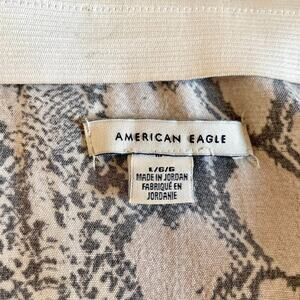 AMERICAN EAGLE
L/G/G
MADE IN JORDAN
FABRIQUÉ EN
JORDANIE